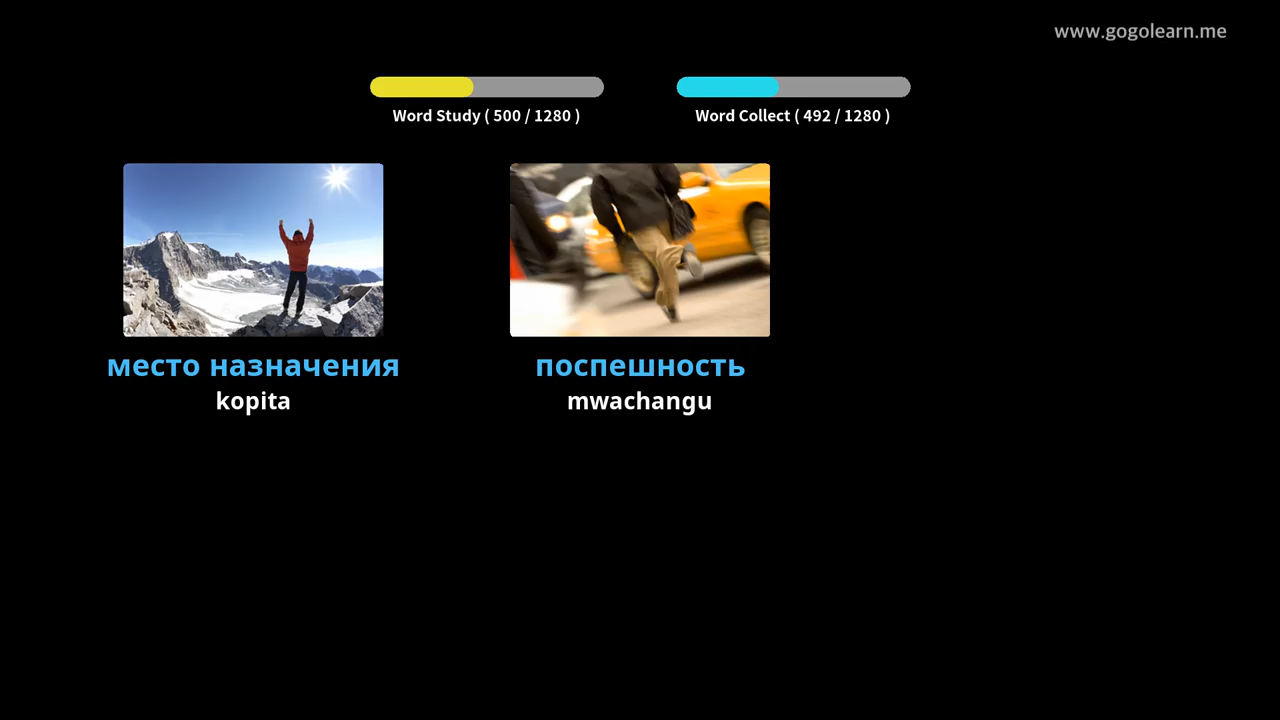 www.gogolearn.me
Word Study ( 500 / 1280 )
Word Collect ( 492 / 1280 )
место назначения
kopita
поспешность
mwachangu